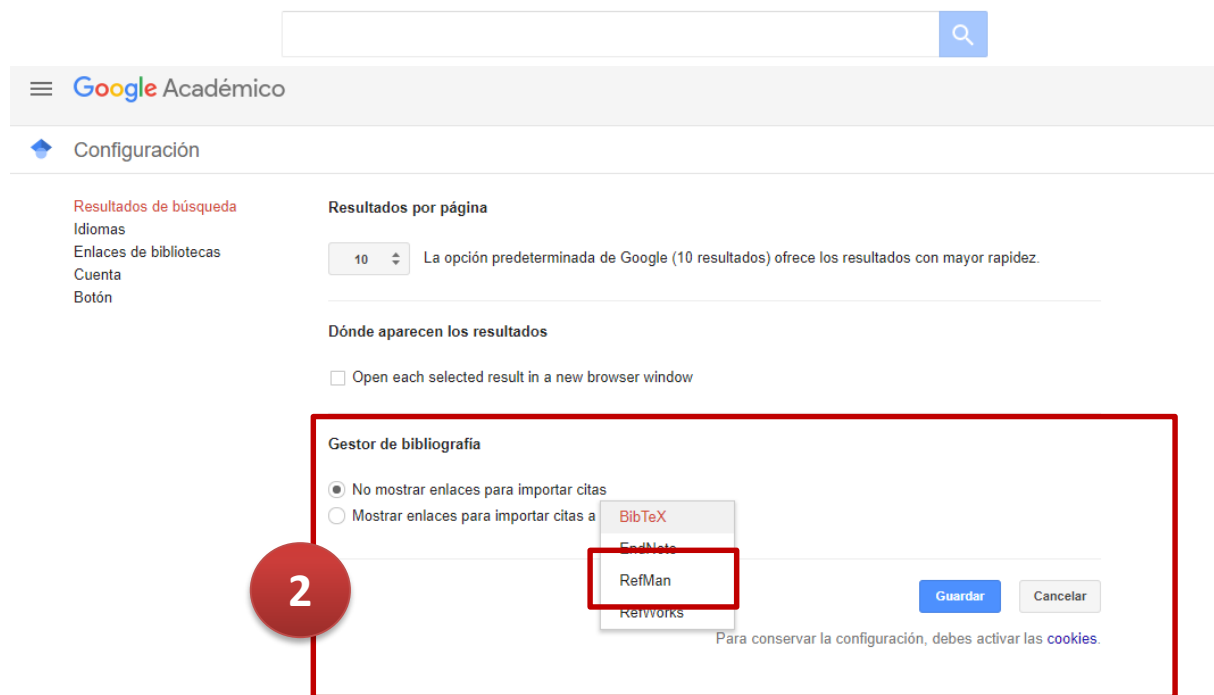 Google Académico
Configuración
Resultados de búsqueda
Idiomas
Enlaces de bibliotecas
Cuenta
Botón
Resultados por página
10 La opción predeterminada de Google (10 resultados) ofrece los resultados con mayor rapidez.
Dónde aparecen los resultados
Open each selected result in a new browser window
Gestor de bibliografía
No mostrar enlaces para importar citas
Mostrar enlaces para importar citas a
BibTeX
EndNote
RefMan
RefWorks
2
Guardar Cancelar
Para conservar la configuración, debes activar las cookies.